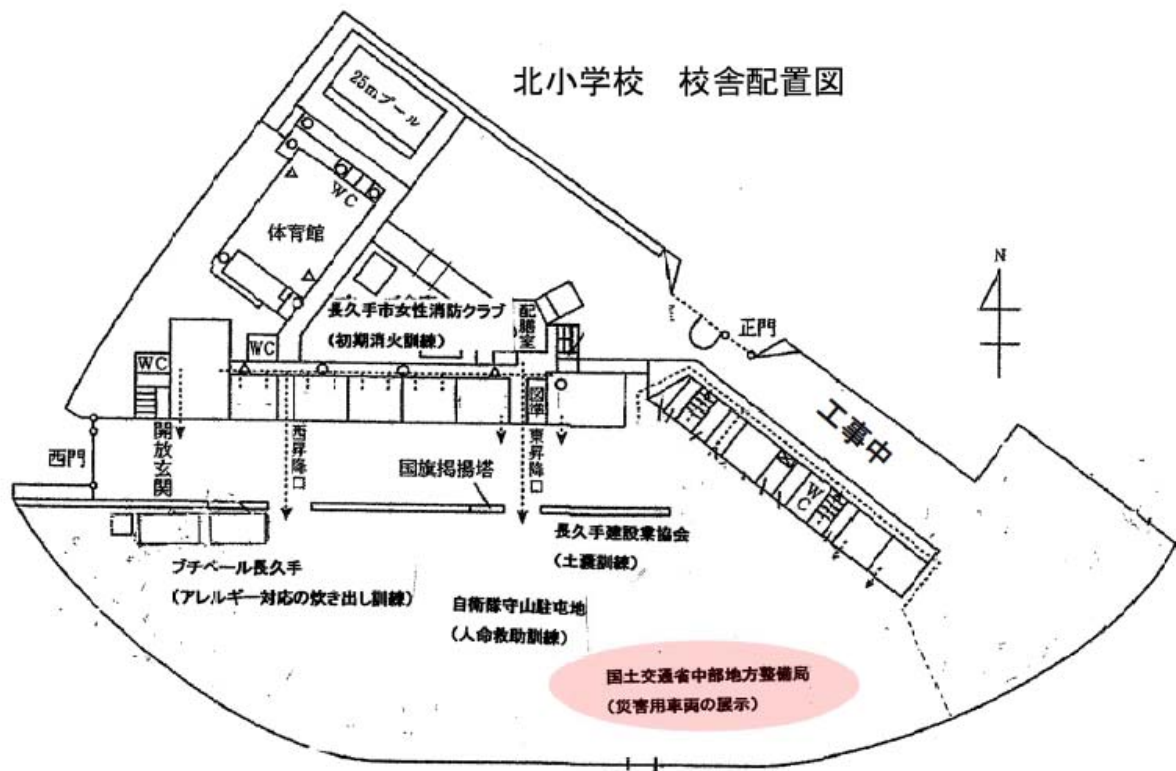 北小学校 校舎配置図
25mプール
WC
体育館
N
長久手市女性消防クラブ
（初期消火訓練）
配膳室
正門
WC
WC
図準
工事中
西門
開放玄関
西昇降口
国旗掲揚塔
東昇降口
WC
長久手建設業協会
（土嚢訓練）
プチベール長久手
（アレルギー対応の炊き出し訓練）
自衛隊守山駐屯地
（人命救助訓練）
国土交通省中部地方整備局
（災害用車両の展示）